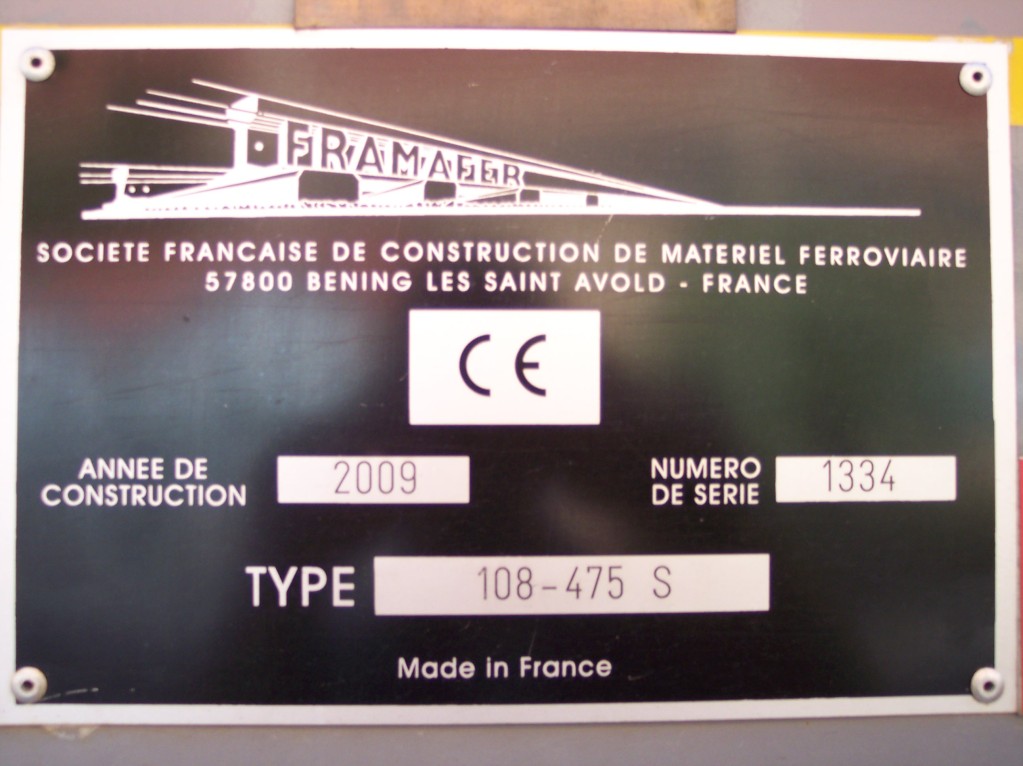 FRAMAFER
SOCIETE FRANCAISE DE CONSTRUCTION DE MATERIEL FERROVIAIRE
57800 BENING LES SAINT AVOLD - FRANCE
CE
ANNEE DE
CONSTRUCTION
2009
NUMERO
DE SERIE
1334
TYPE
108-475 S
Made in France